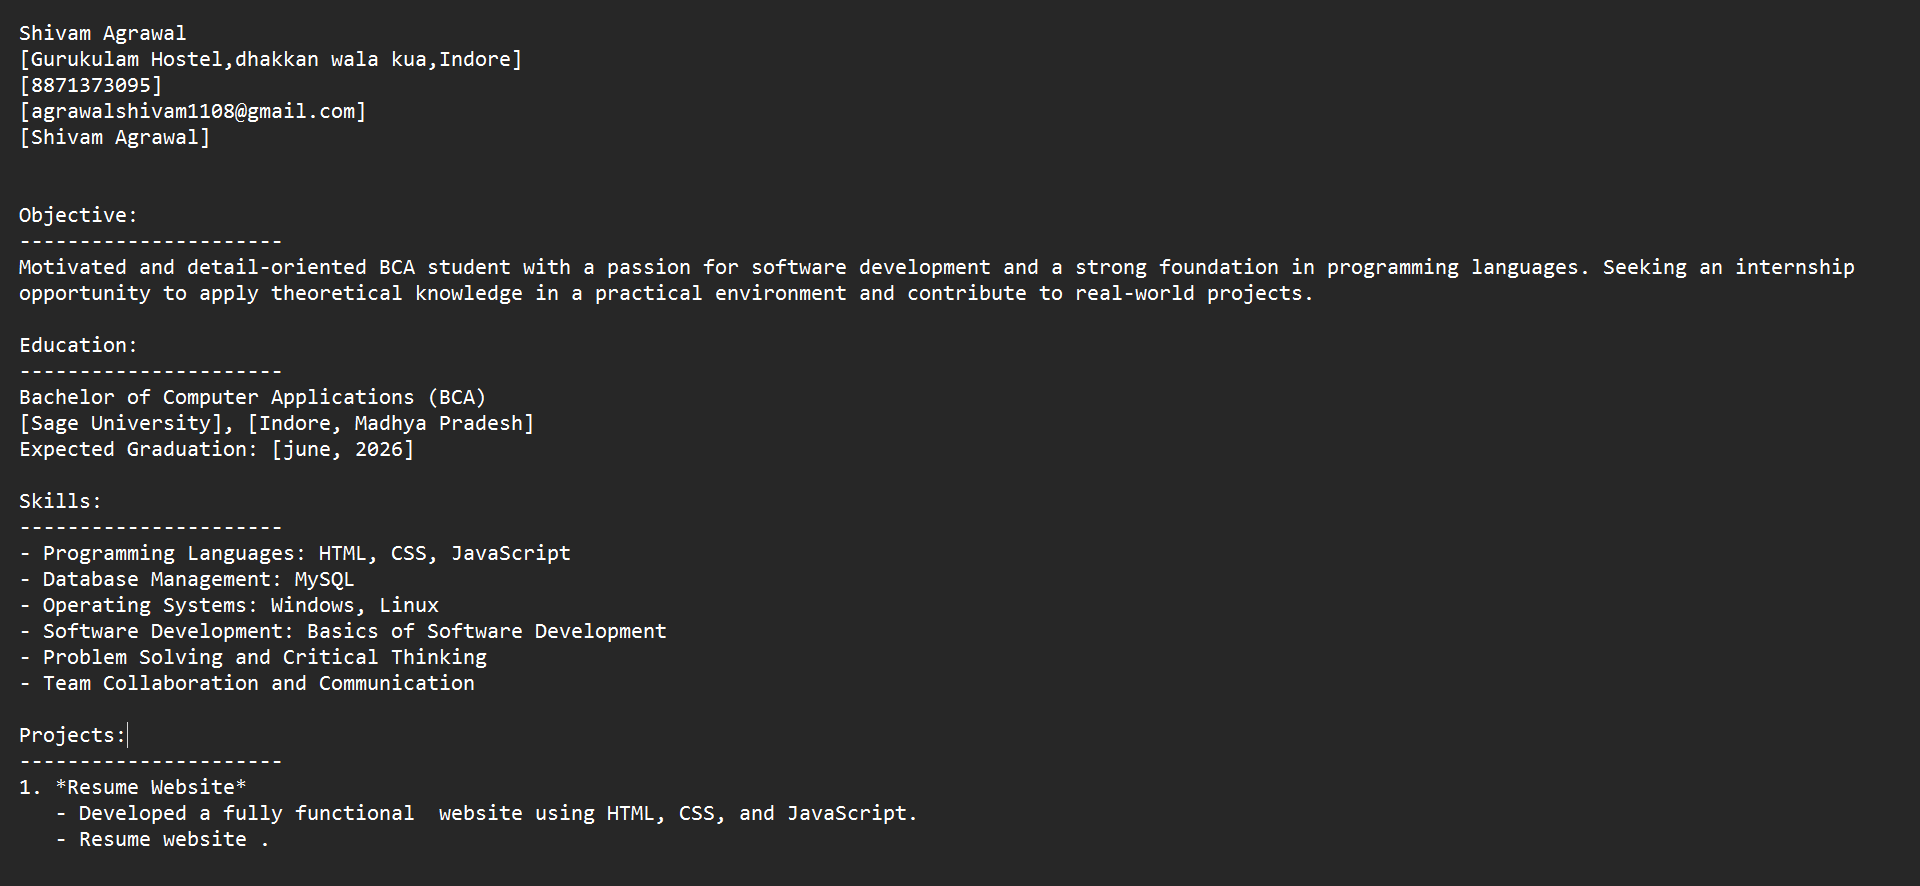 Shivam Agrawal
[Gurukulam Hostel,dhakkan wala kua,Indore]
[8871373095]
[agrawalshivam1108@gmail.com]
[Shivam Agrawal]
Objective:
----------------------
Motivated and detail-oriented BCA student with a passion for software development and a strong foundation in programming languages. Seeking an internship
opportunity to apply theoretical knowledge in a practical environment and contribute to real-world projects.
Education:
----------------------
Bachelor of Computer Applications (BCA)
[Sage University], [Indore, Madhya Pradesh]
Expected Graduation: [june, 2026]
Skills:
----------------------
- Programming Languages: HTML, CSS, JavaScript
- Database Management: MySQL
- Operating Systems: Windows, Linux
- Software Development: Basics of Software Development
- Problem Solving and Critical Thinking
- Team Collaboration and Communication
Projects:
----------------------
1. *Resume Website*
   - Developed a fully functional  website using HTML, CSS, and JavaScript.
   - Resume website .